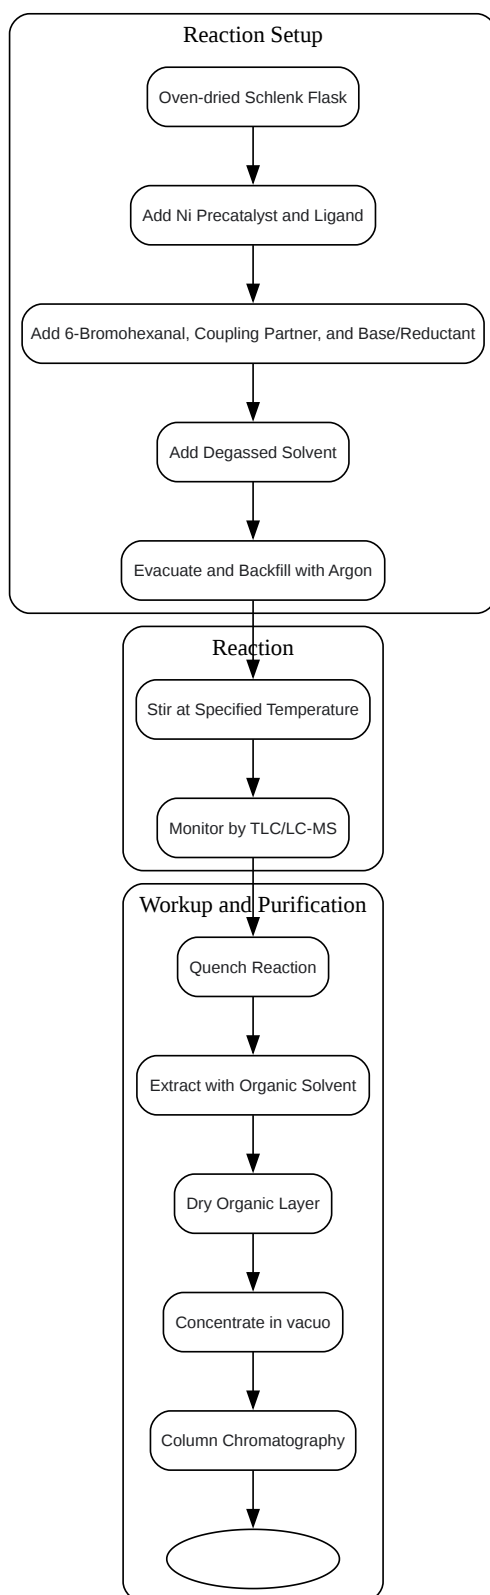 Reaction Setup
Oven-dried Schlenk Flask
Add Ni Precatalyst and Ligand
Add 6-Bromohexanal, Coupling Partner, and Base/Reductant
Add Degassed Solvent
Evacuate and Backfill with Argon
Reaction
Stir at Specified Temperature
Monitor by TLC/LC-MS
Workup and Purification
Quench Reaction
Extract with Organic Solvent
Dry Organic Layer
Concentrate in vacuo
Column Chromatography